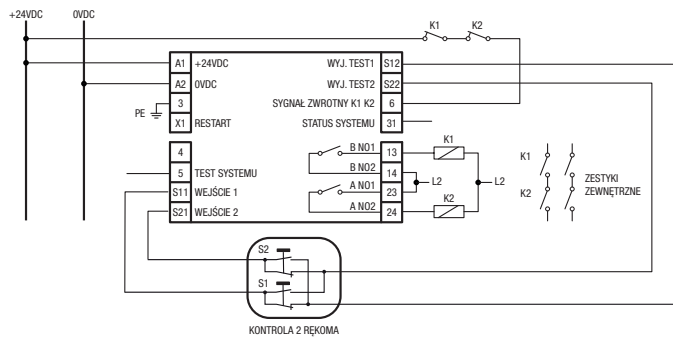 +24VDC 0VDC
K1 K2
A1 +24VDC WYJ. TEST1 S12
A2 0VDC WYJ. TEST2 S22
PE 3 SYGNAŁ ZWROTNY K1 K2 6
X1 RESTART STATUS SYSTEMU 31
4 B NO1 13 K1
5 TEST SYSTEMU B NO2 14 L2 L2
S11 WEJŚCIE 1 A NO1 23
S21 WEJŚCIE 2 A NO2 24 K2
K1
K2
ZESTYKI
ZEWNĘTRZNE
S2
S1
KONTROLA 2 RĘKOMA